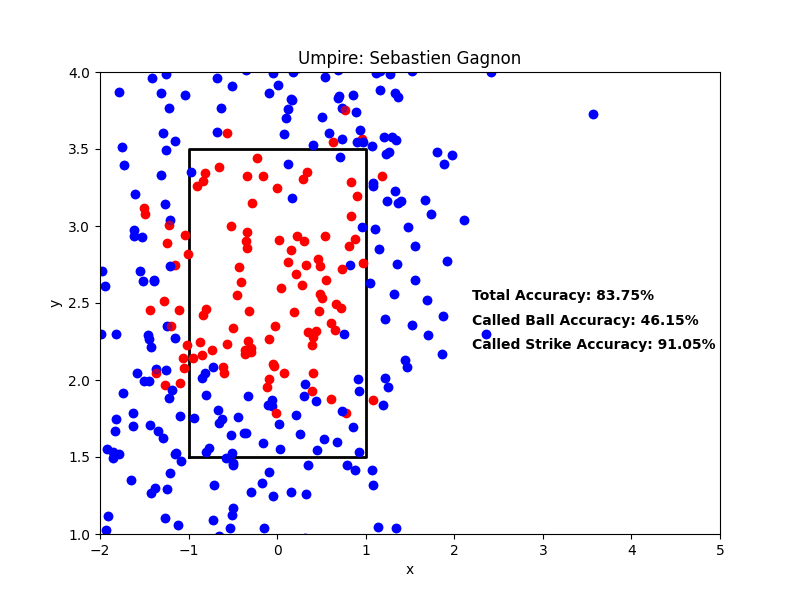 Umpire: Sebastien Gagnon
4.0
3.5
3.0
2.5
2.0
1.5
1.0
y
Total Accuracy: 83.75%
Called Ball Accuracy: 46.15%
Called Strike Accuracy: 91.05%
−2 −1 0 1 2 3 4 5
x